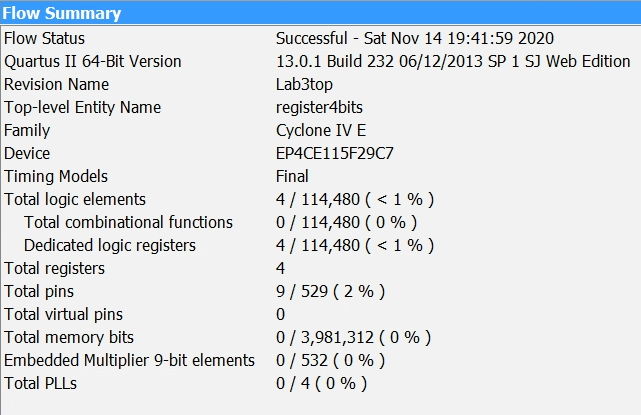 Flow Summary
Flow Status Successful - Sat Nov 14 19:41:59 2020
Quartus II 64-Bit Version 13.0.1 Build 232 06/12/2013 SP 1 SJ Web Edition
Revision Name Lab3top
Top-level Entity Name register4bits
Family Cyclone IV E
Device EP4CE115F29C7
Timing Models Final
Total logic elements 4 / 114,480 ( < 1 % )
Total combinational functions 0 / 114,480 ( 0 % )
Dedicated logic registers 4 / 114,480 ( < 1 % )
Total registers 4
Total pins 9 / 529 ( 2 % )
Total virtual pins 0
Total memory bits 0 / 3,981,312 ( 0 % )
Embedded Multiplier 9-bit elements 0 / 532 ( 0 % )
Total PLLs 0 / 4 ( 0 % )